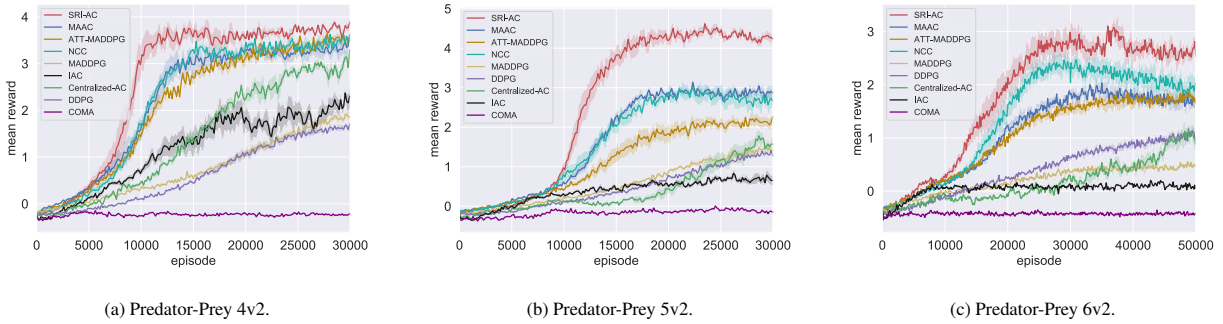 mean reward
4
3
2
1
0
SRI-AC
MAAC
ATT-MADDPG
NCC
MADDPG
IAC
Centralized-AC
DDPG
COMA
0 5000 10000 15000 20000 25000 30000
episode
(a) Predator-Prey 4v2.
mean reward
5
4
3
2
1
0
SRI-AC
MAAC
ATT-MADDPG
NCC
MADDPG
DDPG
Centralized-AC
IAC
COMA
0 5000 10000 15000 20000 25000 30000
episode
(b) Predator-Prey 5v2.
mean reward
3
2
1
0
SRI-AC
MAAC
ATT-MADDPG
NCC
MADDPG
DDPG
Centralized-AC
IAC
COMA
0 10000 20000 30000 40000 50000
episode
(c) Predator-Prey 6v2.